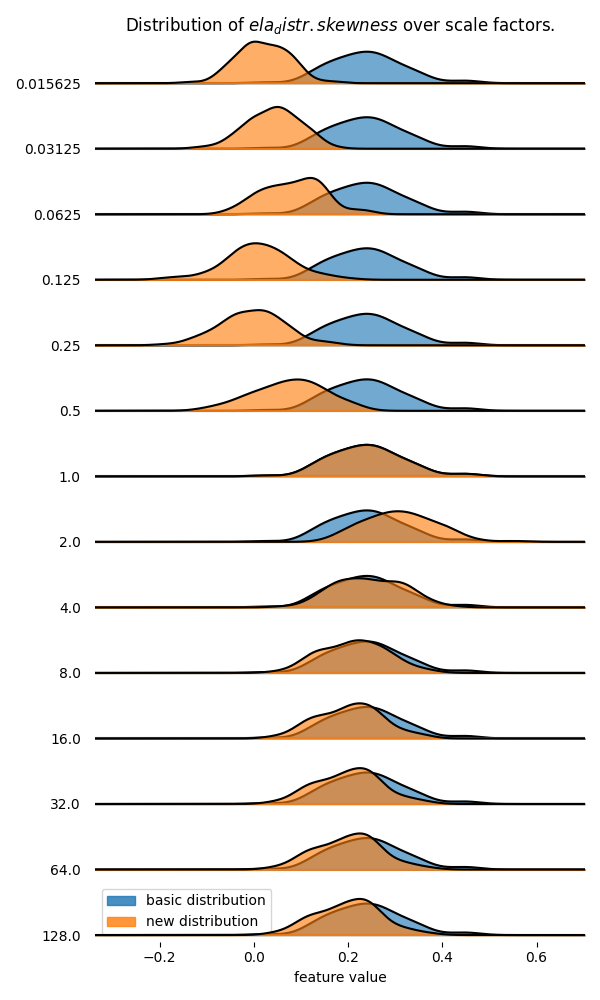 Distribution of ela_distr.skewness over scale factors.
0.015625
0.03125
0.0625
0.125
0.25
0.5
1.0
2.0
4.0
8.0
16.0
32.0
64.0
128.0
basic distribution
new distribution
−0.2 0.0 0.2 0.4 0.6
feature value